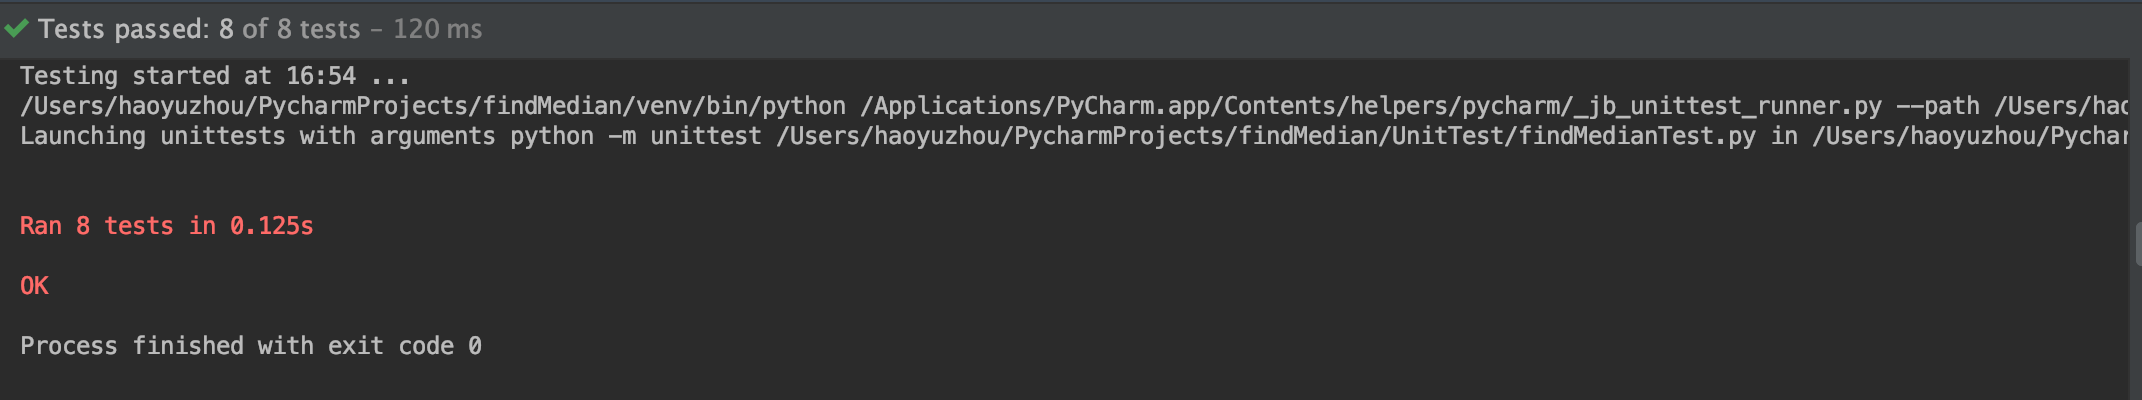 Tests passed: 8 of 8 tests – 120 ms
Testing started at 16:54 ...
/Users/haoyuzhou/PycharmProjects/findMedian/venv/bin/python /Applications/PyCharm.app/Contents/helpers/pycharm/_jb_unittest_runner.py --path /Users/hao
Launching unittests with arguments python -m unittest /Users/haoyuzhou/PycharmProjects/findMedian/UnitTest/findMedianTest.py in /Users/haoyuzhou/Pychar
Ran 8 tests in 0.125s
OK
Process finished with exit code 0